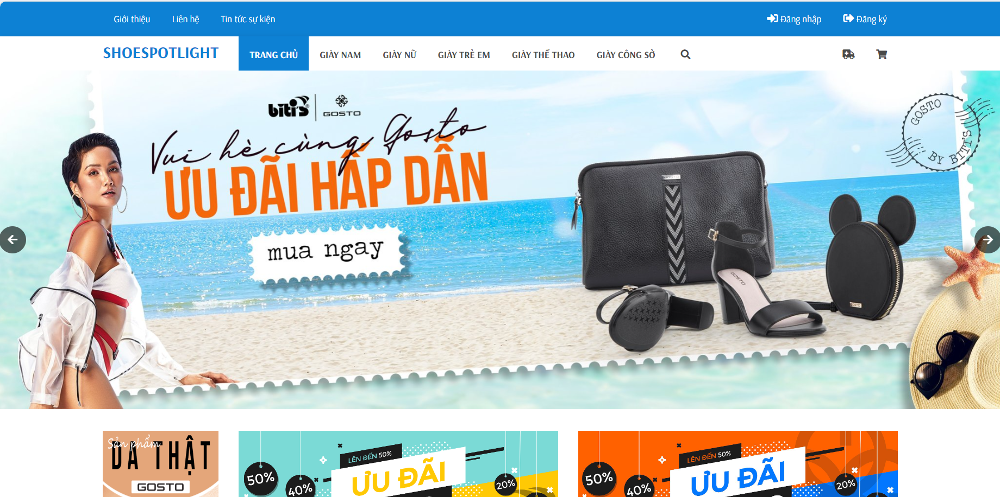 Giới thiệu
Liên hệ
Tin tức sự kiện
Đăng nhập
Đăng ký
SHOESPOTLIGHT
TRANG CHỦ
GIÀY NAM
GIÀY NỮ
GIÀY TRẺ EM
GIÀY THỂ THAO
GIÀY CÔNG SỞ
biti's
GOSTO
Vui hè cùng Gosto
ƯU ĐÃI HẤP DẪN
mua ngay
GOSTO
BY BITI'S
GOSTO
Sản phẩm
DA THẬT
GOSTO
LÊN ĐẾN 50%
ƯU ĐÃI
50%
40%
20%
LÊN ĐẾN 50%
ƯU ĐÃI
50%
40%
20%